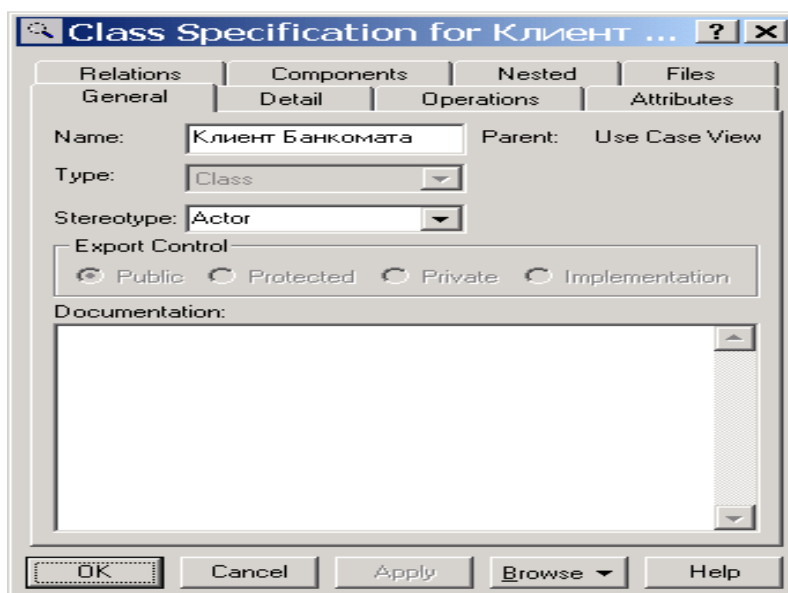 Class Specification for Клиент ...
Relations Components Nested Files
General Detail Operations Attributes
Name: Клиент Банкомата Parent: Use Case View
Type: Class
Stereotype: Actor
Export Control
Public Protected Private Implementation
Documentation:
OK Cancel Apply Browse Help